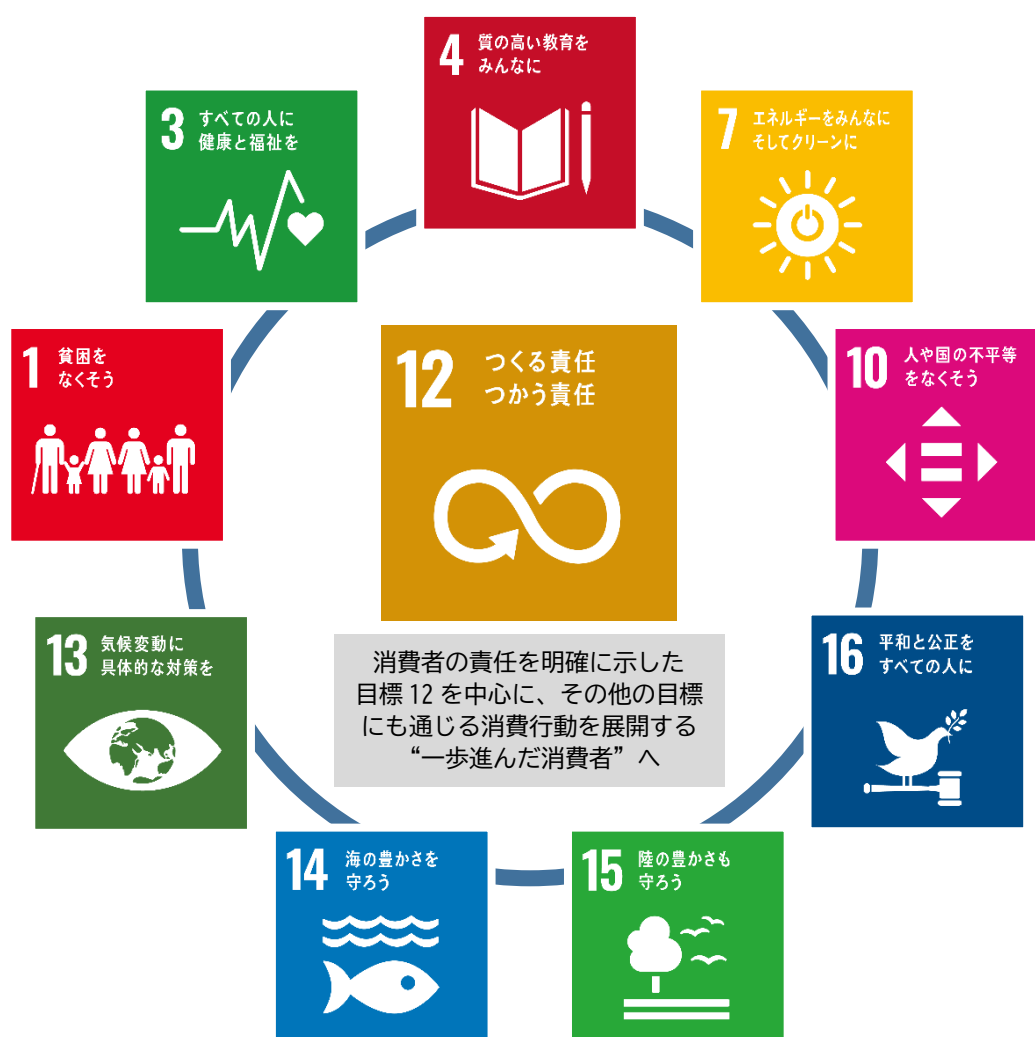 4 質の高い教育を
みんなに
3 すべての人に
健康と福祉を
7 エネルギーをみんなに
そしてクリーンに
1 貧困を
なくそう
12 つくる責任
つかう責任
10 人や国の不平等
をなくそう
13 気候変動に
具体的な対策を
消費者の責任を明確に示した
目標 12 を中心に、その他の目標
にも通じる消費行動を展開する
“一歩進んだ消費者”へ
16 平和と公正を
すべての人に
14 海の豊かさを
守ろう
15 陸の豊かさも
守ろう